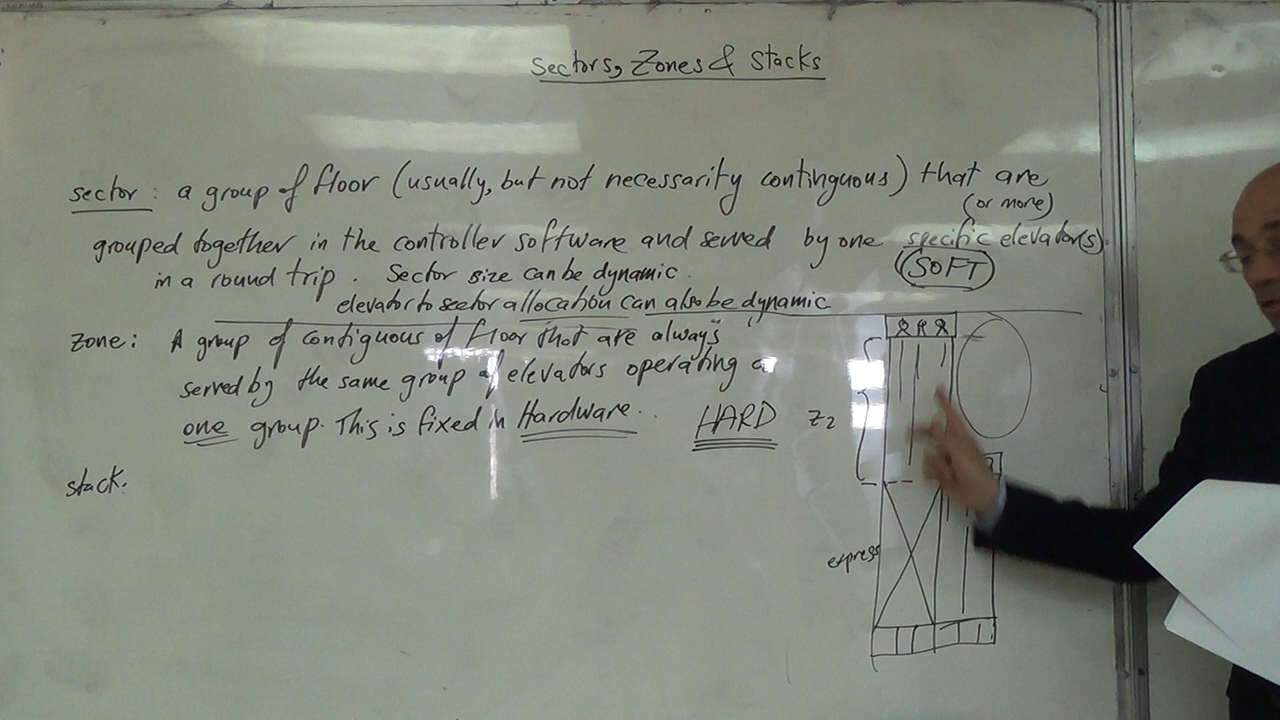 Sectors, Zones & Stacks
sector: a group of floor (usually, but not necessarity continguous) that are
(or more)
grouped together in the controller software and served by one specific elevator(s)
in a round trip. Sector size can be dynamic.
(SOFT)
elevator to sector allocation can also be dynamic
Zone: A group of contiguous of floor that are "always"
served by the same group of elevators operating a
one group. This is fixed in Hardware..
HARD
Z2
stack.
express